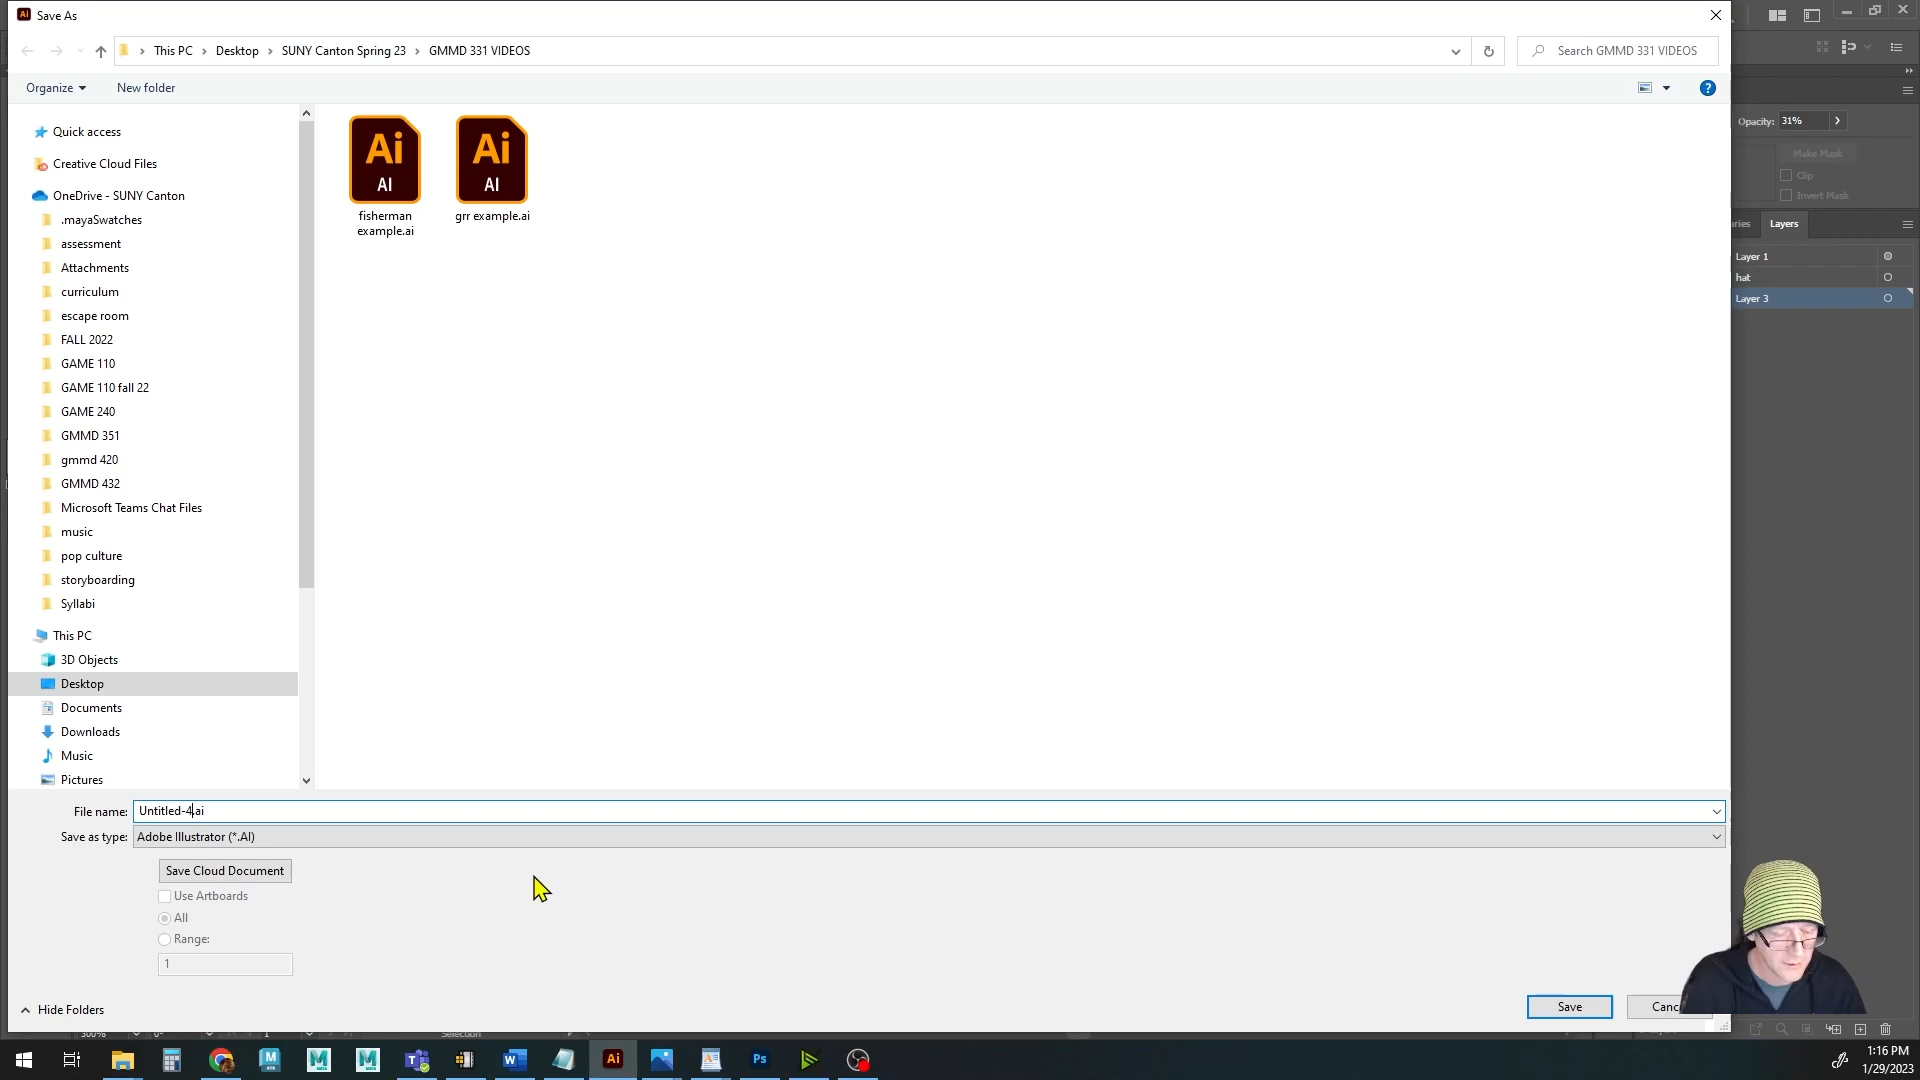 Save As
This PC
Desktop
SUNY Canton Spring 23
GMMD 331 VIDEOS
Search GMMD 331 VIDEOS
Organize
New folder
?
Quick access
Creative Cloud Files
OneDrive - SUNY Canton
.mayaSwatches
assessment
Attachments
curriculum
escape room
FALL 2022
GAME 110
GAME 110 fall 22
GAME 240
GMMD 351
gmmd 420
GMMD 432
Microsoft Teams Chat Files
music
pop culture
storyboarding
Syllabi
This PC
3D Objects
Desktop
Documents
Downloads
Music
Pictures
Ai
AI
fisherman
example.ai
Ai
AI
grr example.ai
Opacity: 31%
Make Mask
Clip
Invert Mask
Layers
Layer 1
hat
Layer 3
File name: Untitled-4.ai
Save as type: Adobe Illustrator (*.AI)
Save Cloud Document
Use Artboards
All
Range:
1
Hide Folders
Save
Canc
300%
Selection
1:16 PM
1/29/2023